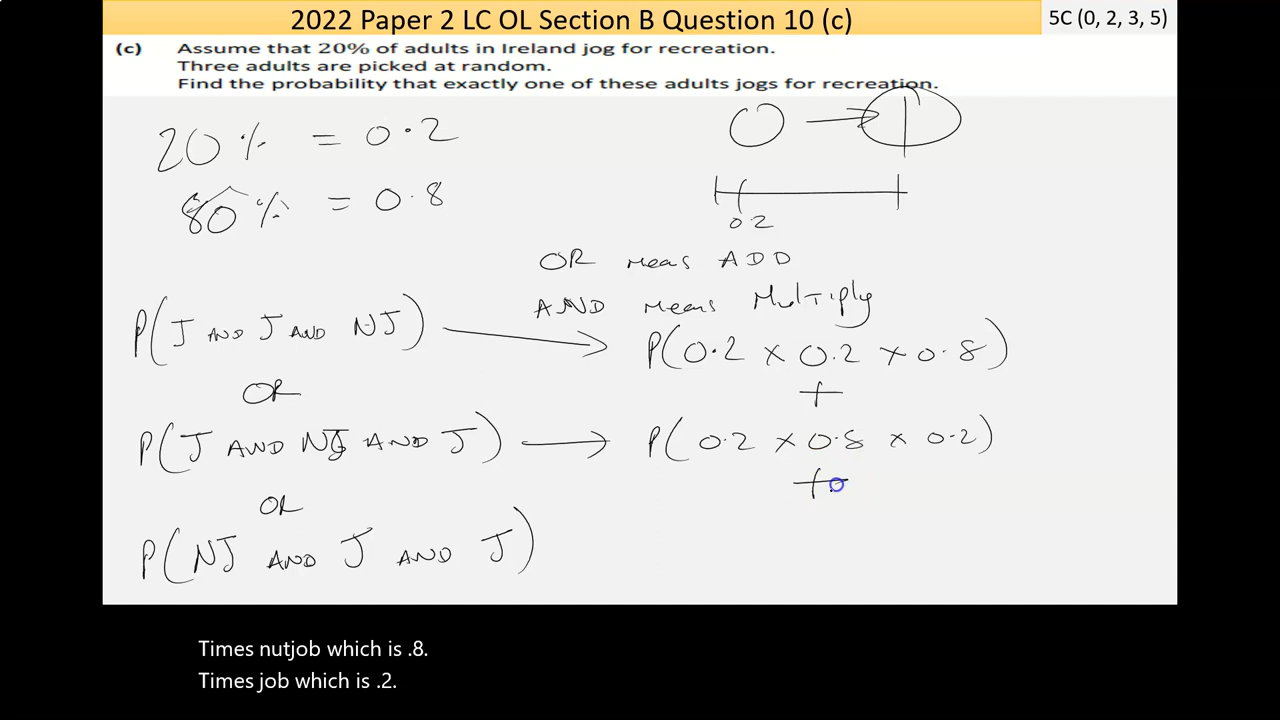 2022 Paper 2 LC OL Section B Question 10 (c)
5C (0, 2, 3, 5)
(c) Assume that 20% of adults in Ireland jog for recreation.
Three adults are picked at random.
Find the probability that exactly one of these adults jogs for recreation.
20% = 0.2
80% = 0.8
0.2
OR means ADD
AND means Multiply
P(J AND J AND NJ)
P(0.2 x 0.2 x 0.8)
OR
+
P(J AND NJ AND J)
P(0.2 x 0.8 x 0.2)
OR
+
P(NJ AND J AND J)
Times nutjob which is .8.
Times job which is .2.